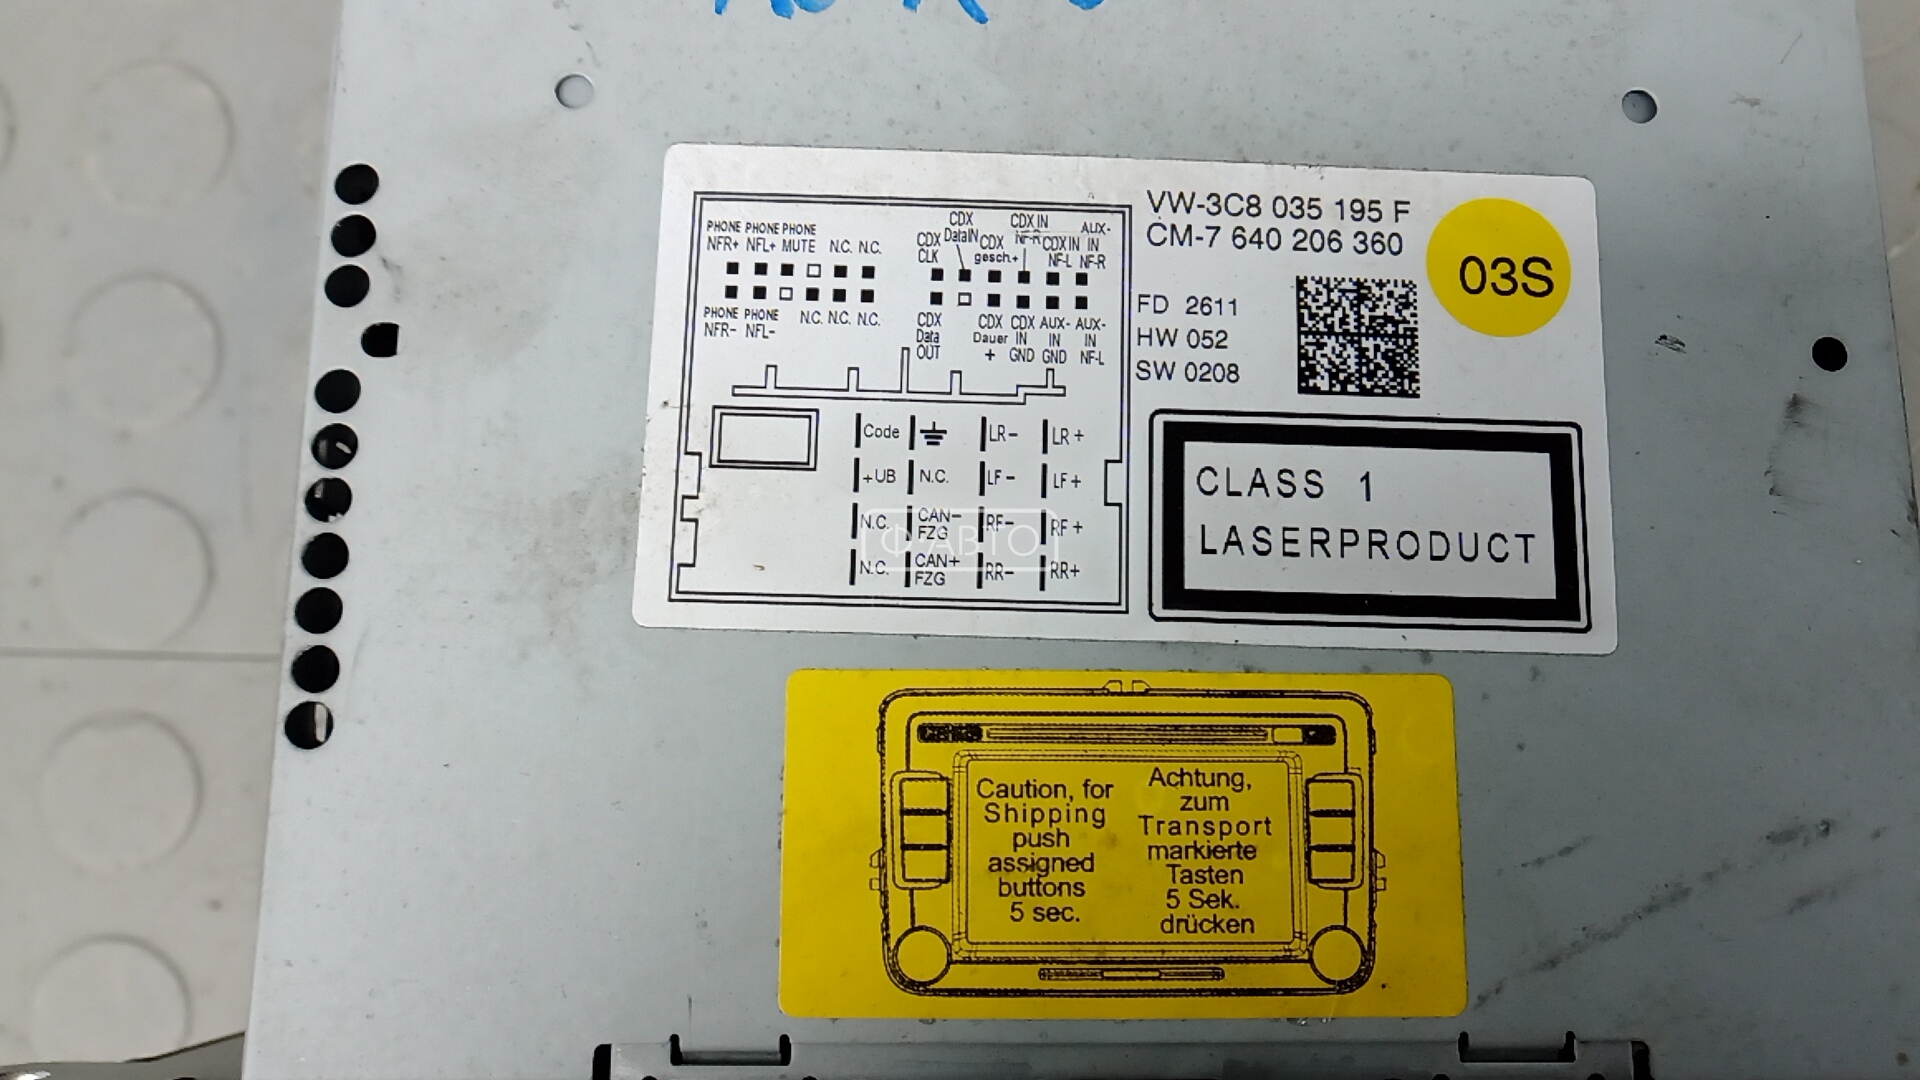 VW-3C8 035 195 F
CM-7 640 206 360
03S
FD 2611
HW 052
SW 0208
PHONE PHONE PHONE
NFR+ NFL+ MUTE N.C. N.C.
PHONE PHONE
NFR- NFL- N.C. N.C. N.C.
CDX
CLK
CDX
DataIN
CDX
gesch.+
CDX IN
NF-R
CDX IN
NF-L
AUX-
IN
NF-R
CDX
Data
OUT
CDX
Dauer
+
CDX
IN
GND
AUX-
IN
GND
AUX-
IN
NF-L
Code LR- LR+
+UB N.C. LF- LF+
N.C. CAN-
FZG RF- RF+
N.C. CAN+
FZG RR- RR+
ФАВТО
CLASS 1
LASERPRODUCT
Caution, for
Shipping
push
assigned
buttons
5 sec.
Achtung,
zum
Transport
markierte
Tasten
5 Sek.
drücken